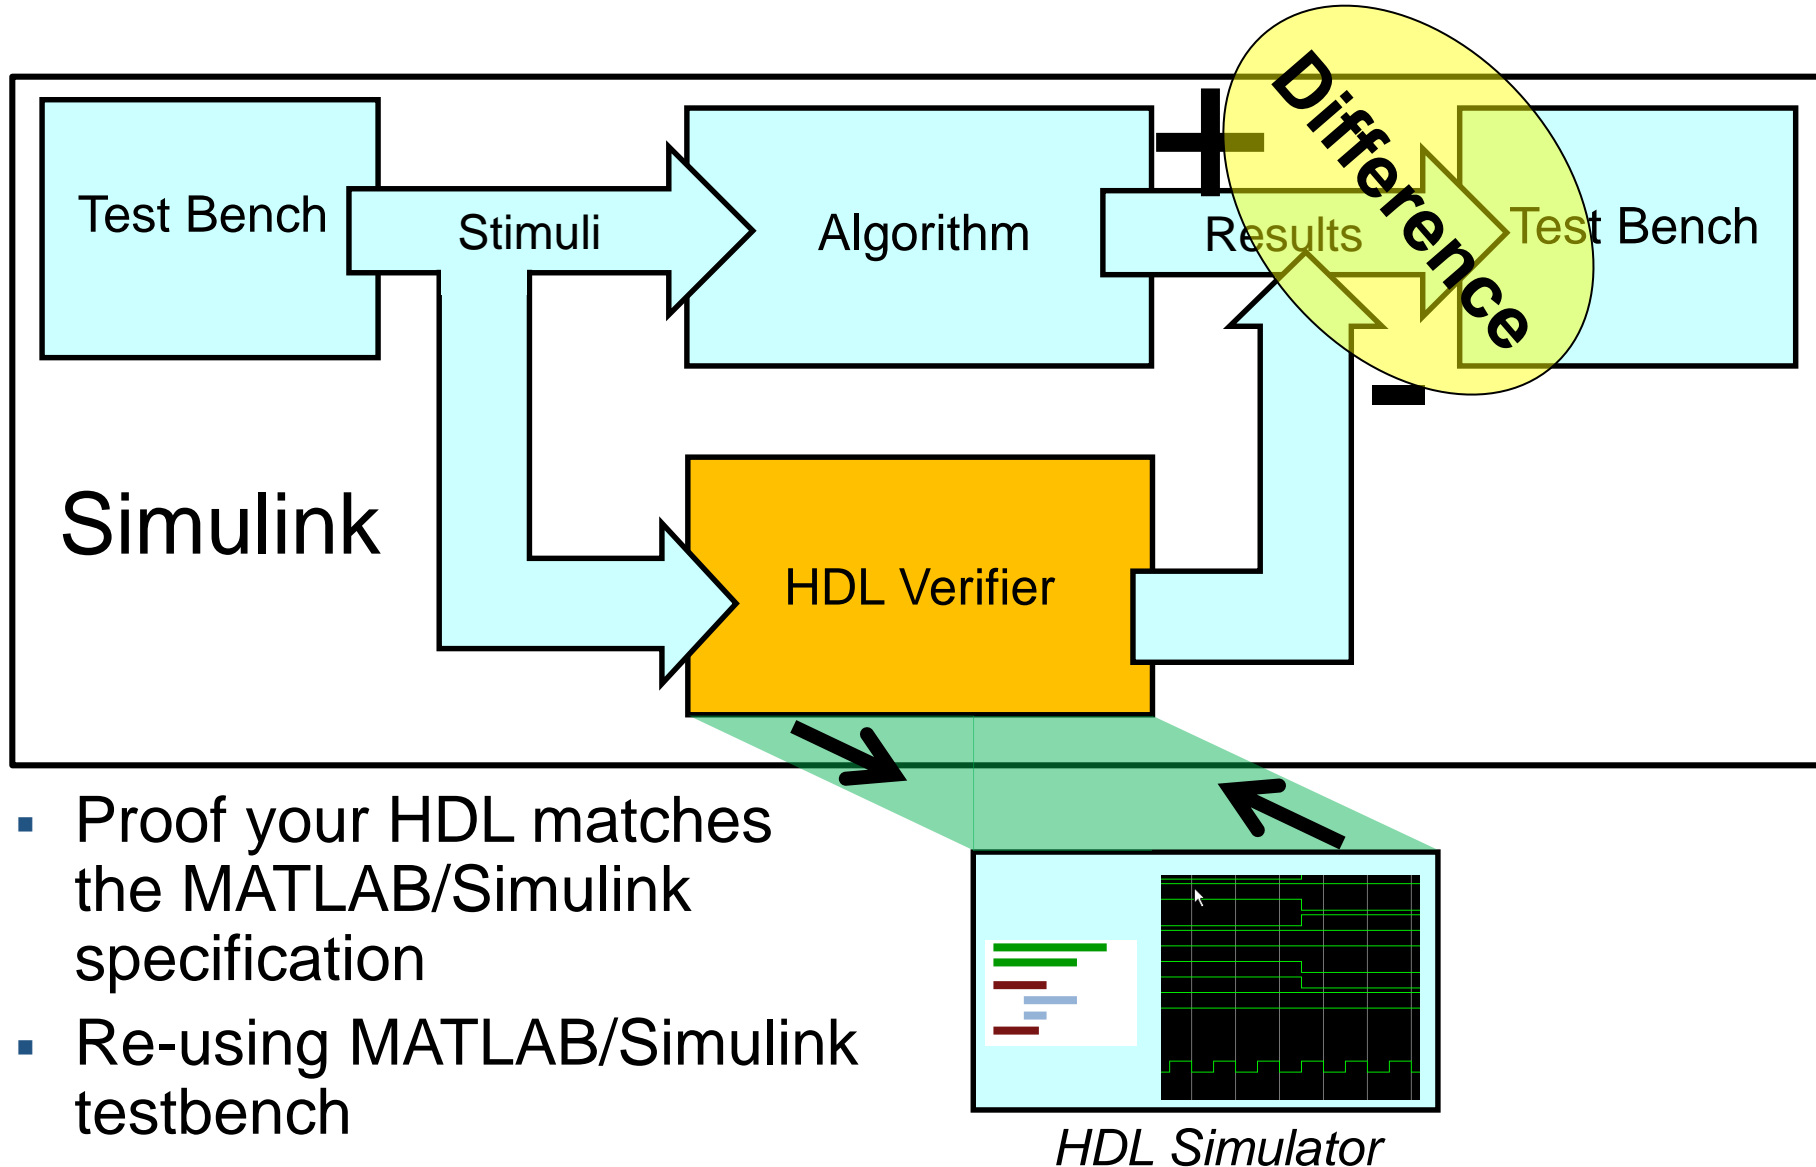 Difference
Test Bench
Stimuli
Algorithm
+
Results
Test Bench
-
Simulink
HDL Verifier
▪ Proof your HDL matches
the MATLAB/Simulink
specification
▪ Re-using MATLAB/Simulink
testbench
HDL Simulator